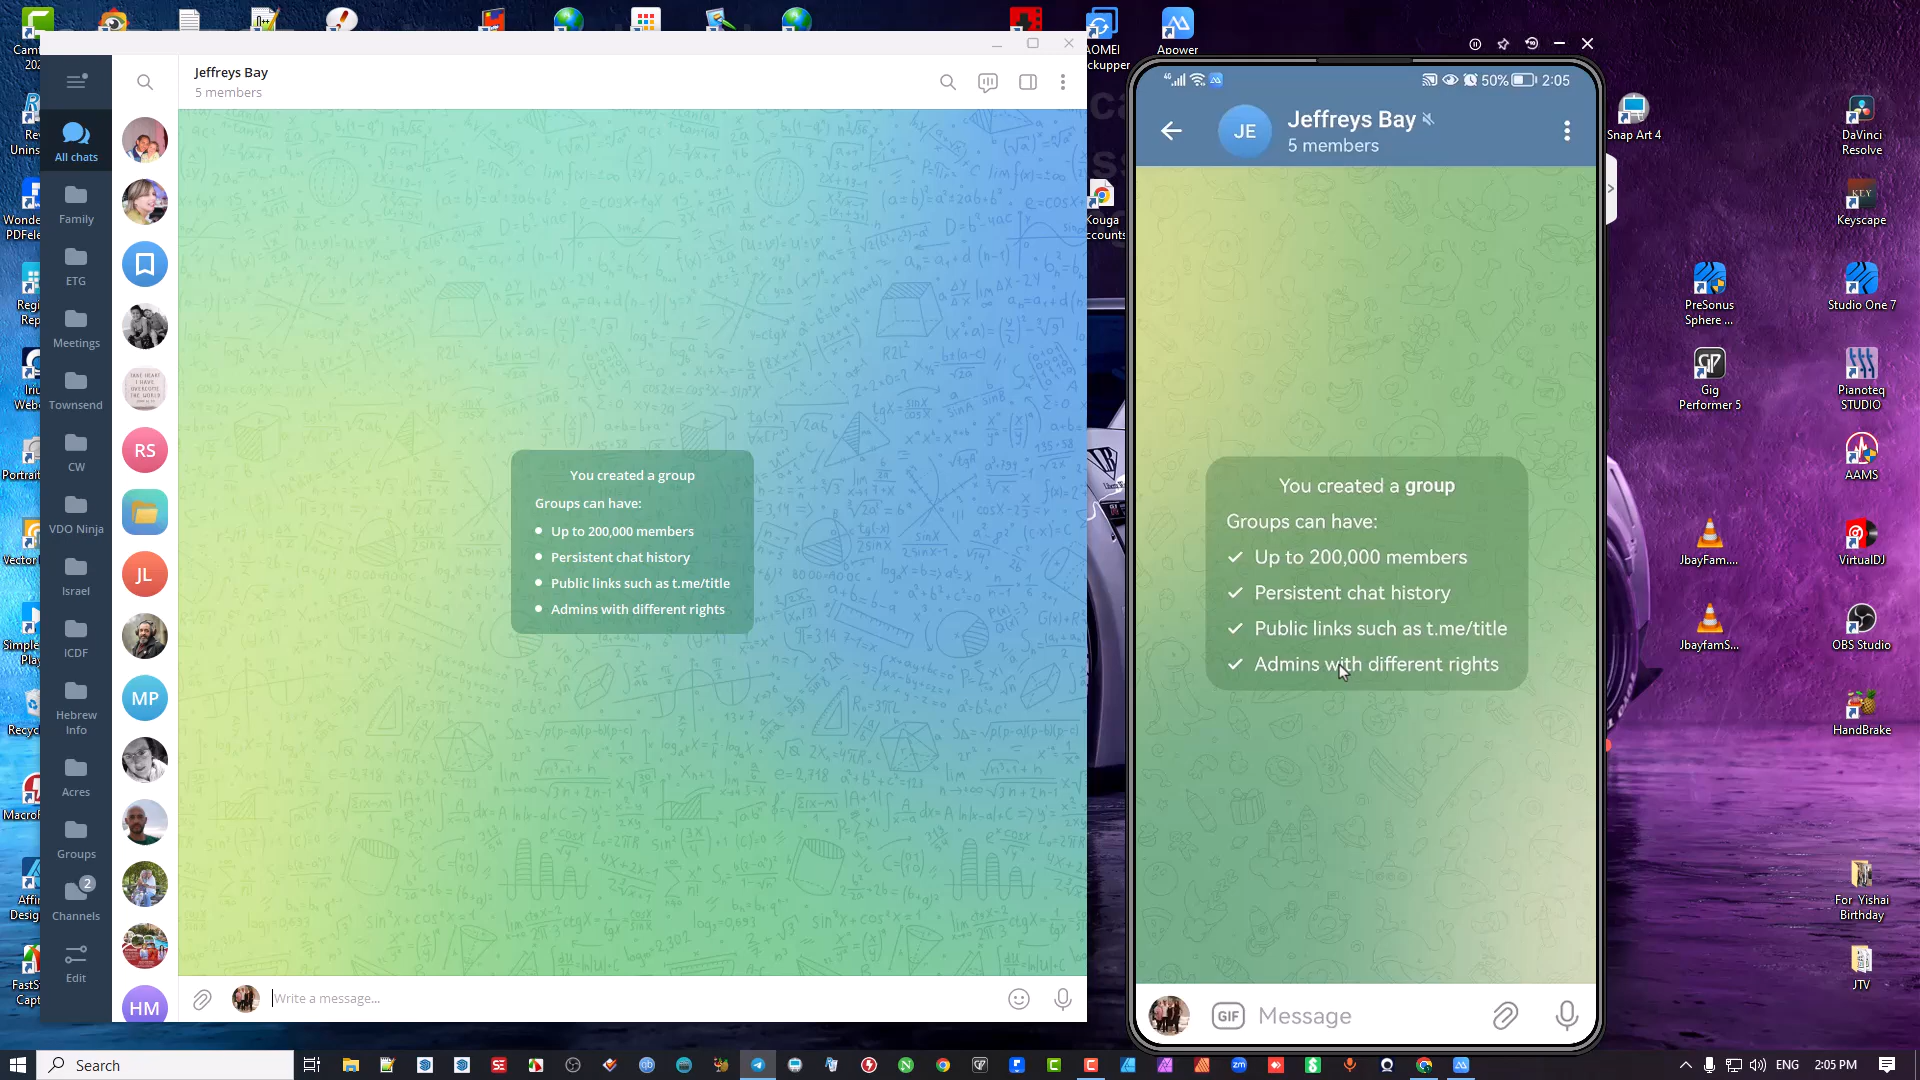 Jeffreys Bay
5 members
All chats
Family
ETG
Meetings
Townsend
CW
VDO Ninja
Israel
ICDF
Hebrew
Info
Acres
Groups
2
Channels
Edit
RS
JL
MP
HM
You created a group
Groups can have:
Up to 200,000 members
Persistent chat history
Public links such as t.me/title
Admins with different rights
Write a message...
AOMEI
Apower
50%
2:05
JE
Jeffreys Bay
5 members
You created a group
Groups can have:
Up to 200,000 members
Persistent chat history
Public links such as t.me/title
Admins with different rights
GIF
Message
Snap Art 4
DaVinci
Resolve
KEY
Keyscape
PreSonus
Sphere ...
Studio One 7
GP
Gig
Performer 5
Pianoteq
STUDIO
AAMS
JbayFam....
VirtualDJ
JbayfamS...
OBS Studio
HandBrake
For Yishai
Birthday
JTV
Search
ENG
2:05 PM